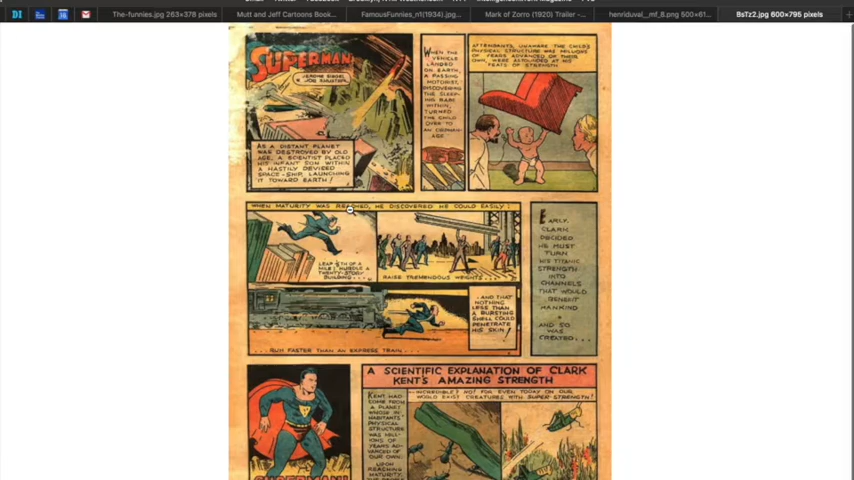 The-funnies.jpg 263×378 pixels
Mutt and Jeff Cartoons Book...
FamousFunnies_n1(1934).jpg...
Mark of Zorro (1920) Trailer -...
henriduvel__mf_8.png 500×61...
BsTz2.jpg 600×795 pixels
SUPERMAN
JEROME SIEGEL
& JOE SHUSTER
AS A DISTANT PLANET
WAS DESTROYED BY OLD
AGE, A SCIENTIST PLACED
HIS INFANT SON WITHIN
A HASTILY DEVISED
SPACE-SHIP, LAUNCHING
IT TOWARD EARTH!
WHEN THE
VEHICLE
LANDED
ON EARTH,
A PASSING
MOTORIST,
DISCOVERING
THE SLEEP-
ING BABE
WITHIN,
TURNED
THE CHILD
OVER TO
AN ORPHAN-
AGE
ATTENDANTS, UNAWARE THE CHILD'S
PHYSICAL STRUCTURE WAS MILLIONS
OF YEARS ADVANCED OF THEIR
OWN, WERE ASTOUNDED AT HIS
FEATS OF STRENGTH
WHEN MATURITY WAS REACHED, HE DISCOVERED HE COULD EASILY:
LEAP 1/8TH OF A
MILE; HURDLE A
TWENTY-STORY
BUILDING...
RAISE TREMENDOUS WEIGHTS...
...RUN FASTER THAN AN EXPRESS TRAIN...
...AND THAT
NOTHING
LESS THAN
A BURSTING
SHELL COULD
PENETRATE
HIS SKIN!
EARLY,
CLARK
DECIDED
HE MUST
TURN
HIS TITANIC
STRENGTH
INTO
CHANNELS
THAT WOULD
BENEFIT
MANKIND
AND SO
WAS
CREATED...
SUPERMAN!
A SCIENTIFIC EXPLANATION OF CLARK
KENT'S AMAZING STRENGTH
KENT HAD
COME FROM
A PLANET
WHOSE IN-
HABITANTS'
PHYSICAL
STRUCTURE
WAS MILL-
IONS OF
YEARS AD-
VANCED OF
OUR OWN.
UPON
REACHING
MATURITY,
—INCREDIBLE? NO! FOR EVEN TODAY ON OUR
WORLD EXIST CREATURES WITH SUPER-STRENGTH!